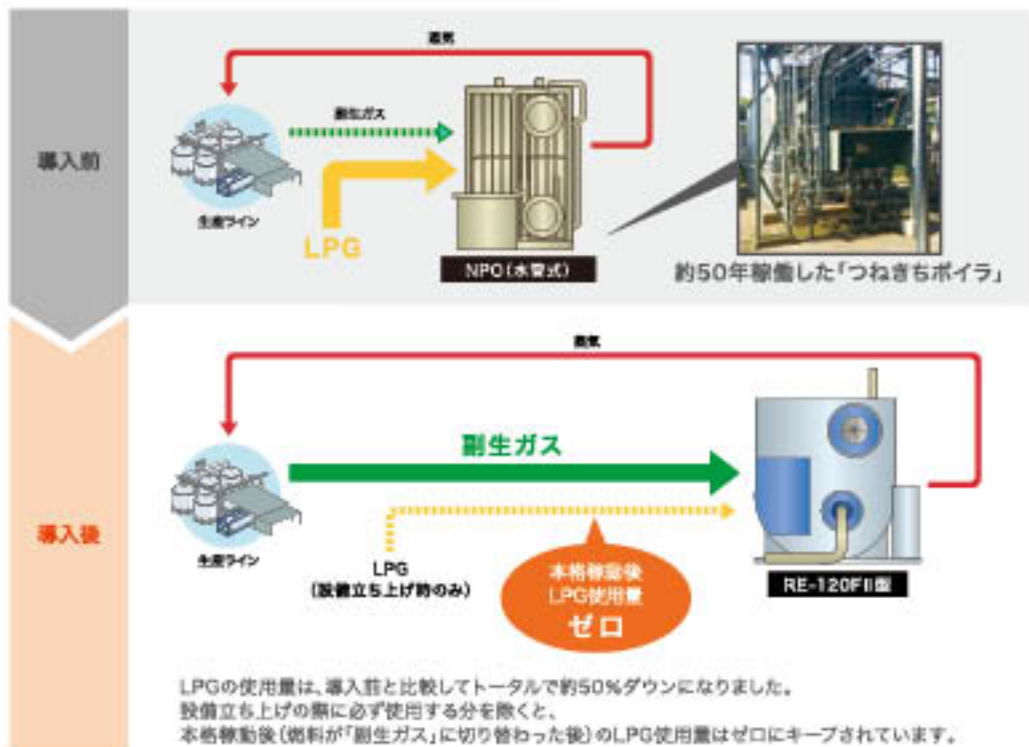 導入前
蒸気
副生ガス
生産ライン
LPG
NPO(水管式)
約50年稼働した「つねきちボイラ」
導入後
蒸気
副生ガス
生産ライン
LPG
(設備立ち上げ時のみ)
本格稼動後
LPG使用量
ゼロ
RE-120FII型
LPGの使用量は、導入前と比較してトータルで約50%ダウンになりました。
設備立ち上げの際に必ず使用する分を除くと、
本格稼動後(燃料が「副生ガス」に切り替わった後)のLPG使用量はゼロにキープされています。